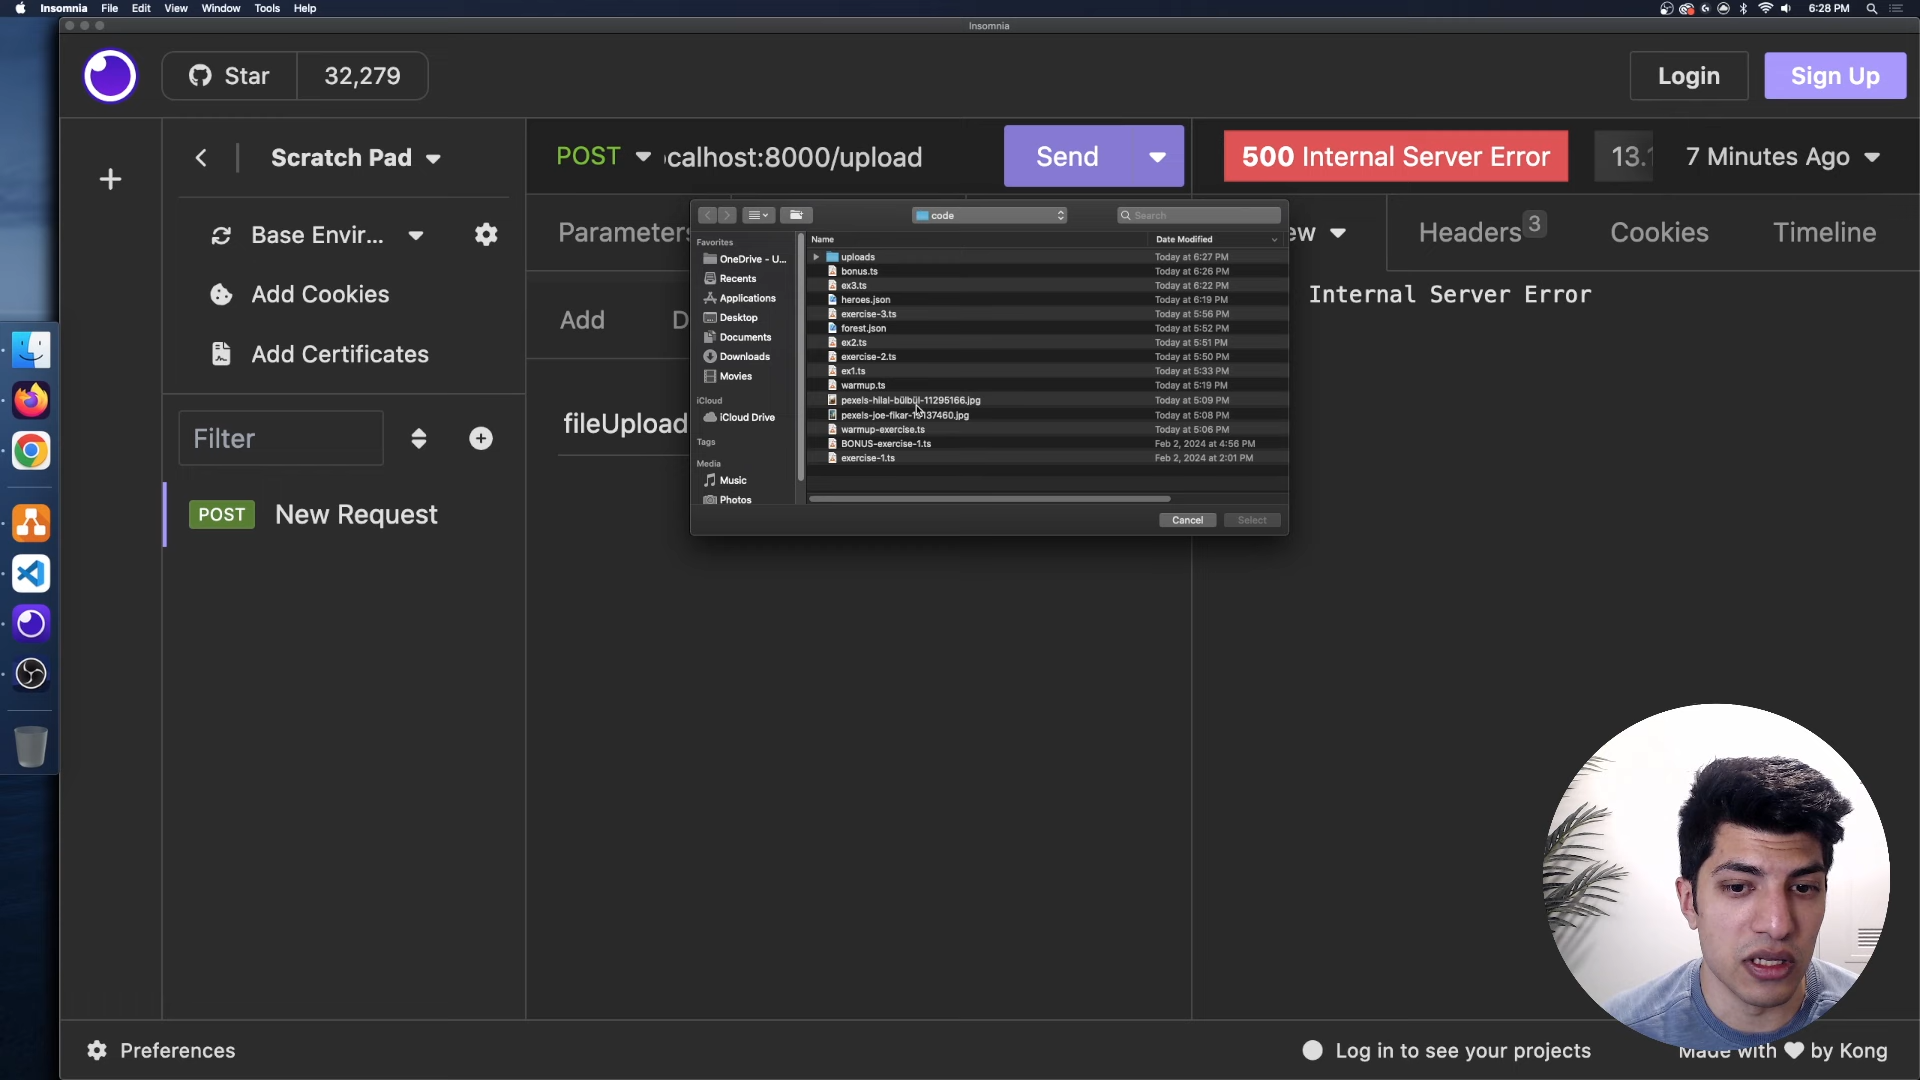 Insomnia File Edit View Window Tools Help
6:28 PM
Insomnia
Star 32,279
Login
Sign Up
Scratch Pad
POST calhost:8000/upload
Send
500 Internal Server Error
7 Minutes Ago
Base Envir...
Add Cookies
Add Certificates
Filter
POST New Request
Parameters
Add
fileUpload
code
Search
Favorites
OneDrive - U...
Recents
Applications
Desktop
Documents
Downloads
Movies
iCloud
iCloud Drive
Tags
Media
Music
Photos
Name Date Modified
uploads Today at 6:27 PM
bonus.ts Today at 6:26 PM
ex3.ts Today at 6:22 PM
heroes.json Today at 6:19 PM
exercise-3.ts Today at 5:56 PM
forest.json Today at 5:52 PM
ex2.ts Today at 5:51 PM
exercise-2.ts Today at 5:50 PM
ex1.ts Today at 5:33 PM
warmup.ts Today at 5:19 PM
pexels-hilal-bülbül-11295166.jpg Today at 5:09 PM
Today at 5:08 PM
warmup-exercise.ts Today at 5:06 PM
BONUS-exercise-1.ts Feb 2, 2024 at 4:56 PM
exercise-1.ts Feb 2, 2024 at 2:01 PM
Cancel
Select
Headers 3
Cookies
Timeline
Internal Server Error
Preferences
Log in to see your projects
Made with by Kong